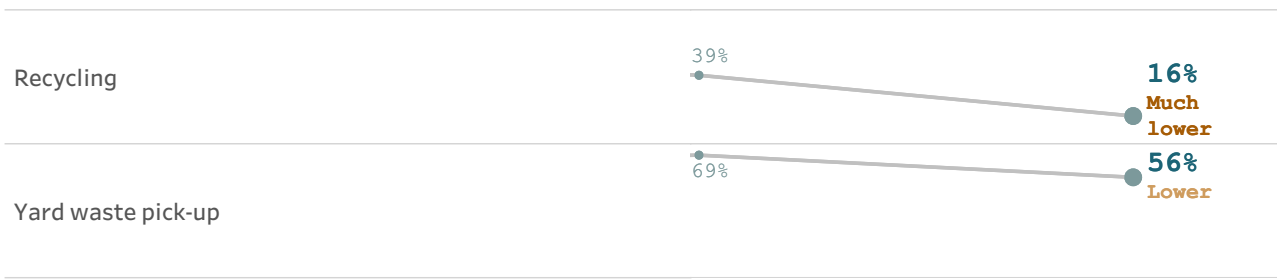 Recycling
39%
16%
Much
lower
Yard waste pick-up
69%
56%
Lower